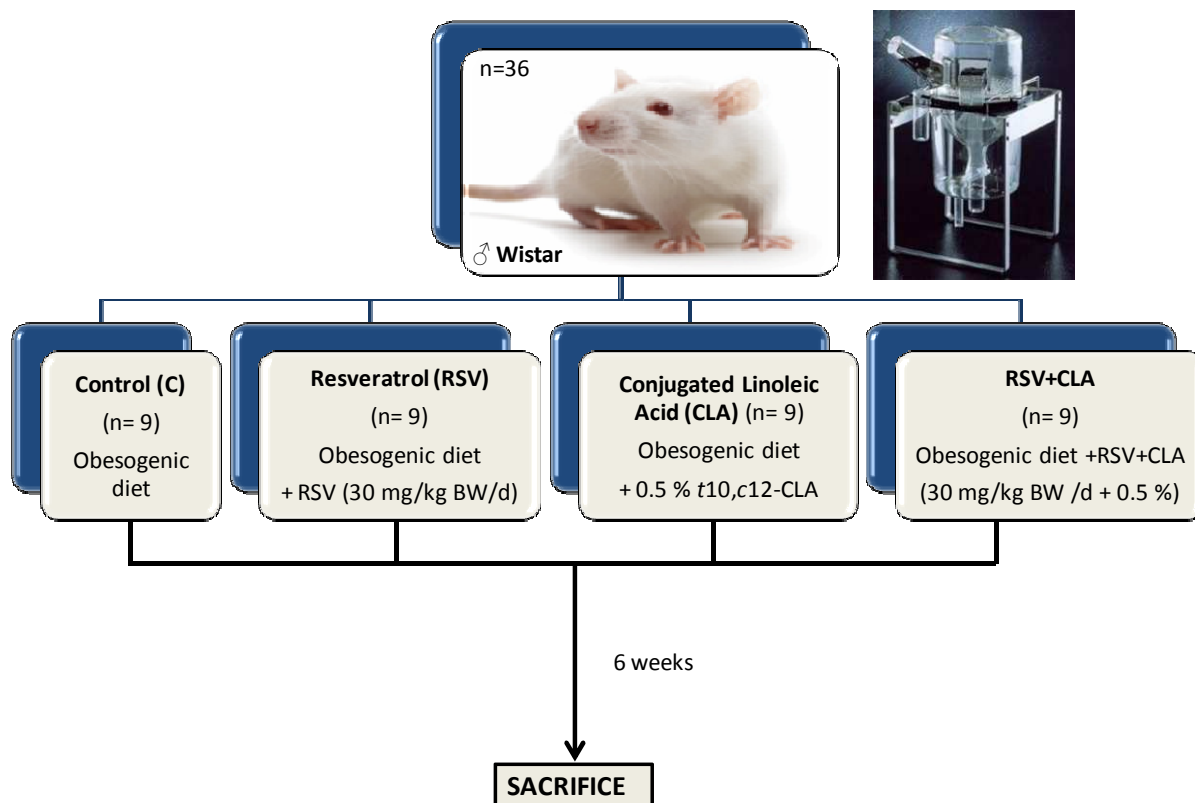 n=36
♂ Wistar
Control (C)
(n= 9)
Obesogenic
diet
Resveratrol (RSV)
(n= 9)
Obesogenic diet
+ RSV (30 mg/kg BW/d)
Conjugated Linoleic
Acid (CLA) (n= 9)
Obesogenic diet
+ 0.5 % t10,c12-CLA
RSV+CLA
(n= 9)
Obesogenic diet +RSV+CLA
(30 mg/kg BW /d + 0.5 %)
6 weeks
SACRIFICE